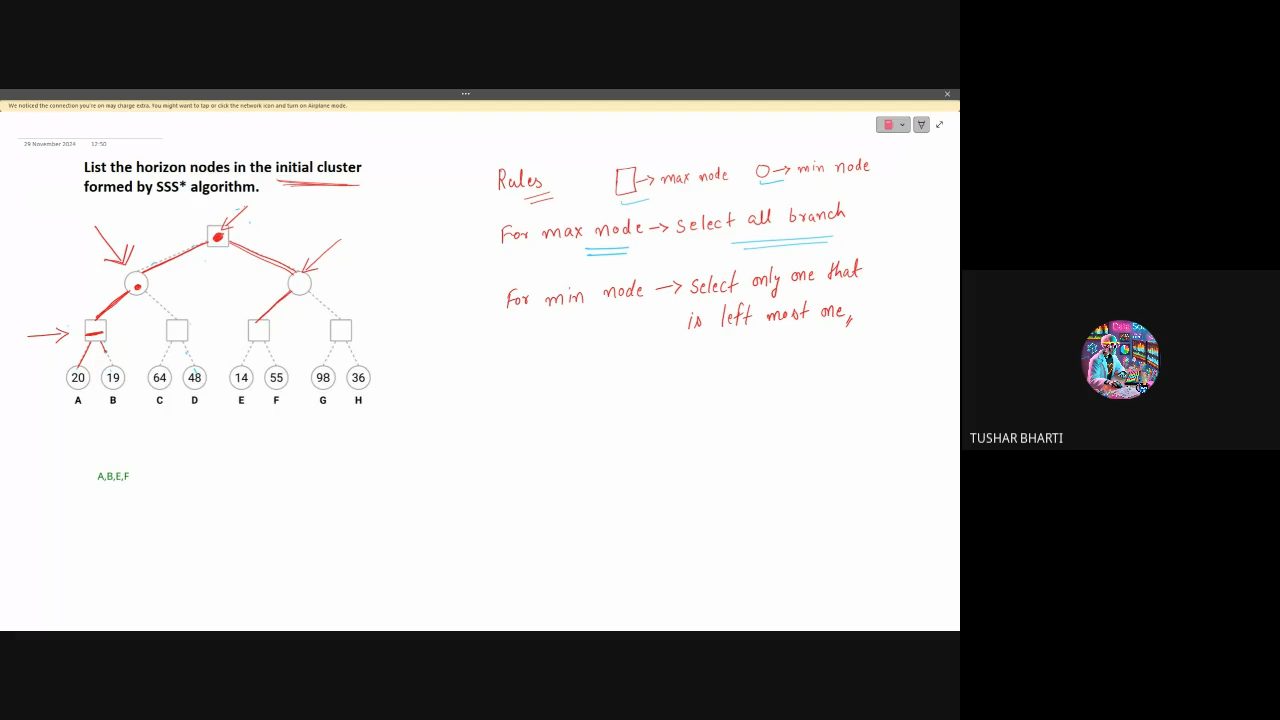 We noticed the connection you're on may charge extra. You might want to tap or click the network icon and turn on Airplane mode.
29 November 2024 12:50
List the horizon nodes in the initial cluster
formed by SSS* algorithm.
Rules
→ max node
→ min node
For max node → Select all branch
For min node → Select only one that
is left most one,,
20 19 64 48 14 55 98 36
A B C D E F G H
A,B,E,F
TUSHAR BHARTI